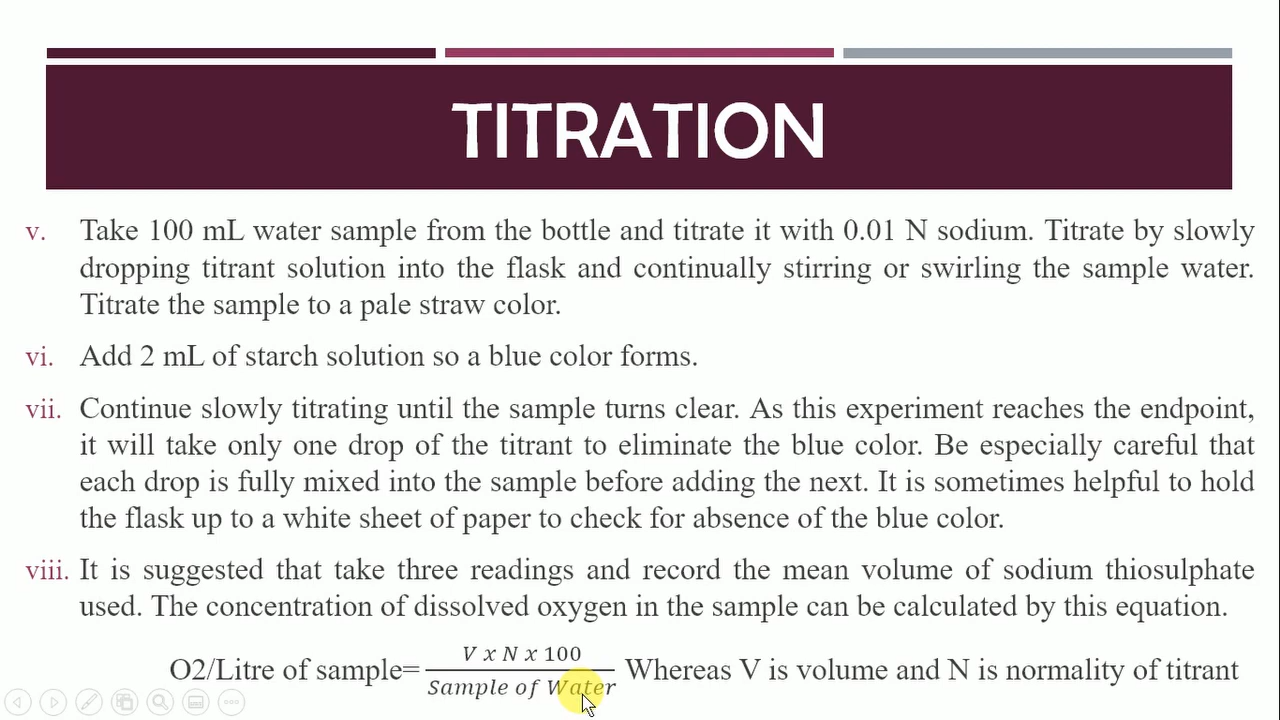 TITRATION
v. Take 100 mL water sample from the bottle and titrate it with 0.01 N sodium. Titrate by slowly
dropping titrant solution into the flask and continually stirring or swirling the sample water.
Titrate the sample to a pale straw color.
vi. Add 2 mL of starch solution so a blue color forms.
vii. Continue slowly titrating until the sample turns clear. As this experiment reaches the endpoint,
it will take only one drop of the titrant to eliminate the blue color. Be especially careful that
each drop is fully mixed into the sample before adding the next. It is sometimes helpful to hold
the flask up to a white sheet of paper to check for absence of the blue color.
viii. It is suggested that take three readings and record the mean volume of sodium thiosulphate
used. The concentration of dissolved oxygen in the sample can be calculated by this equation.
V x N x 100
O2/Litre of sample= Whereas V is volume and N is normality of titrant
Sample of Water